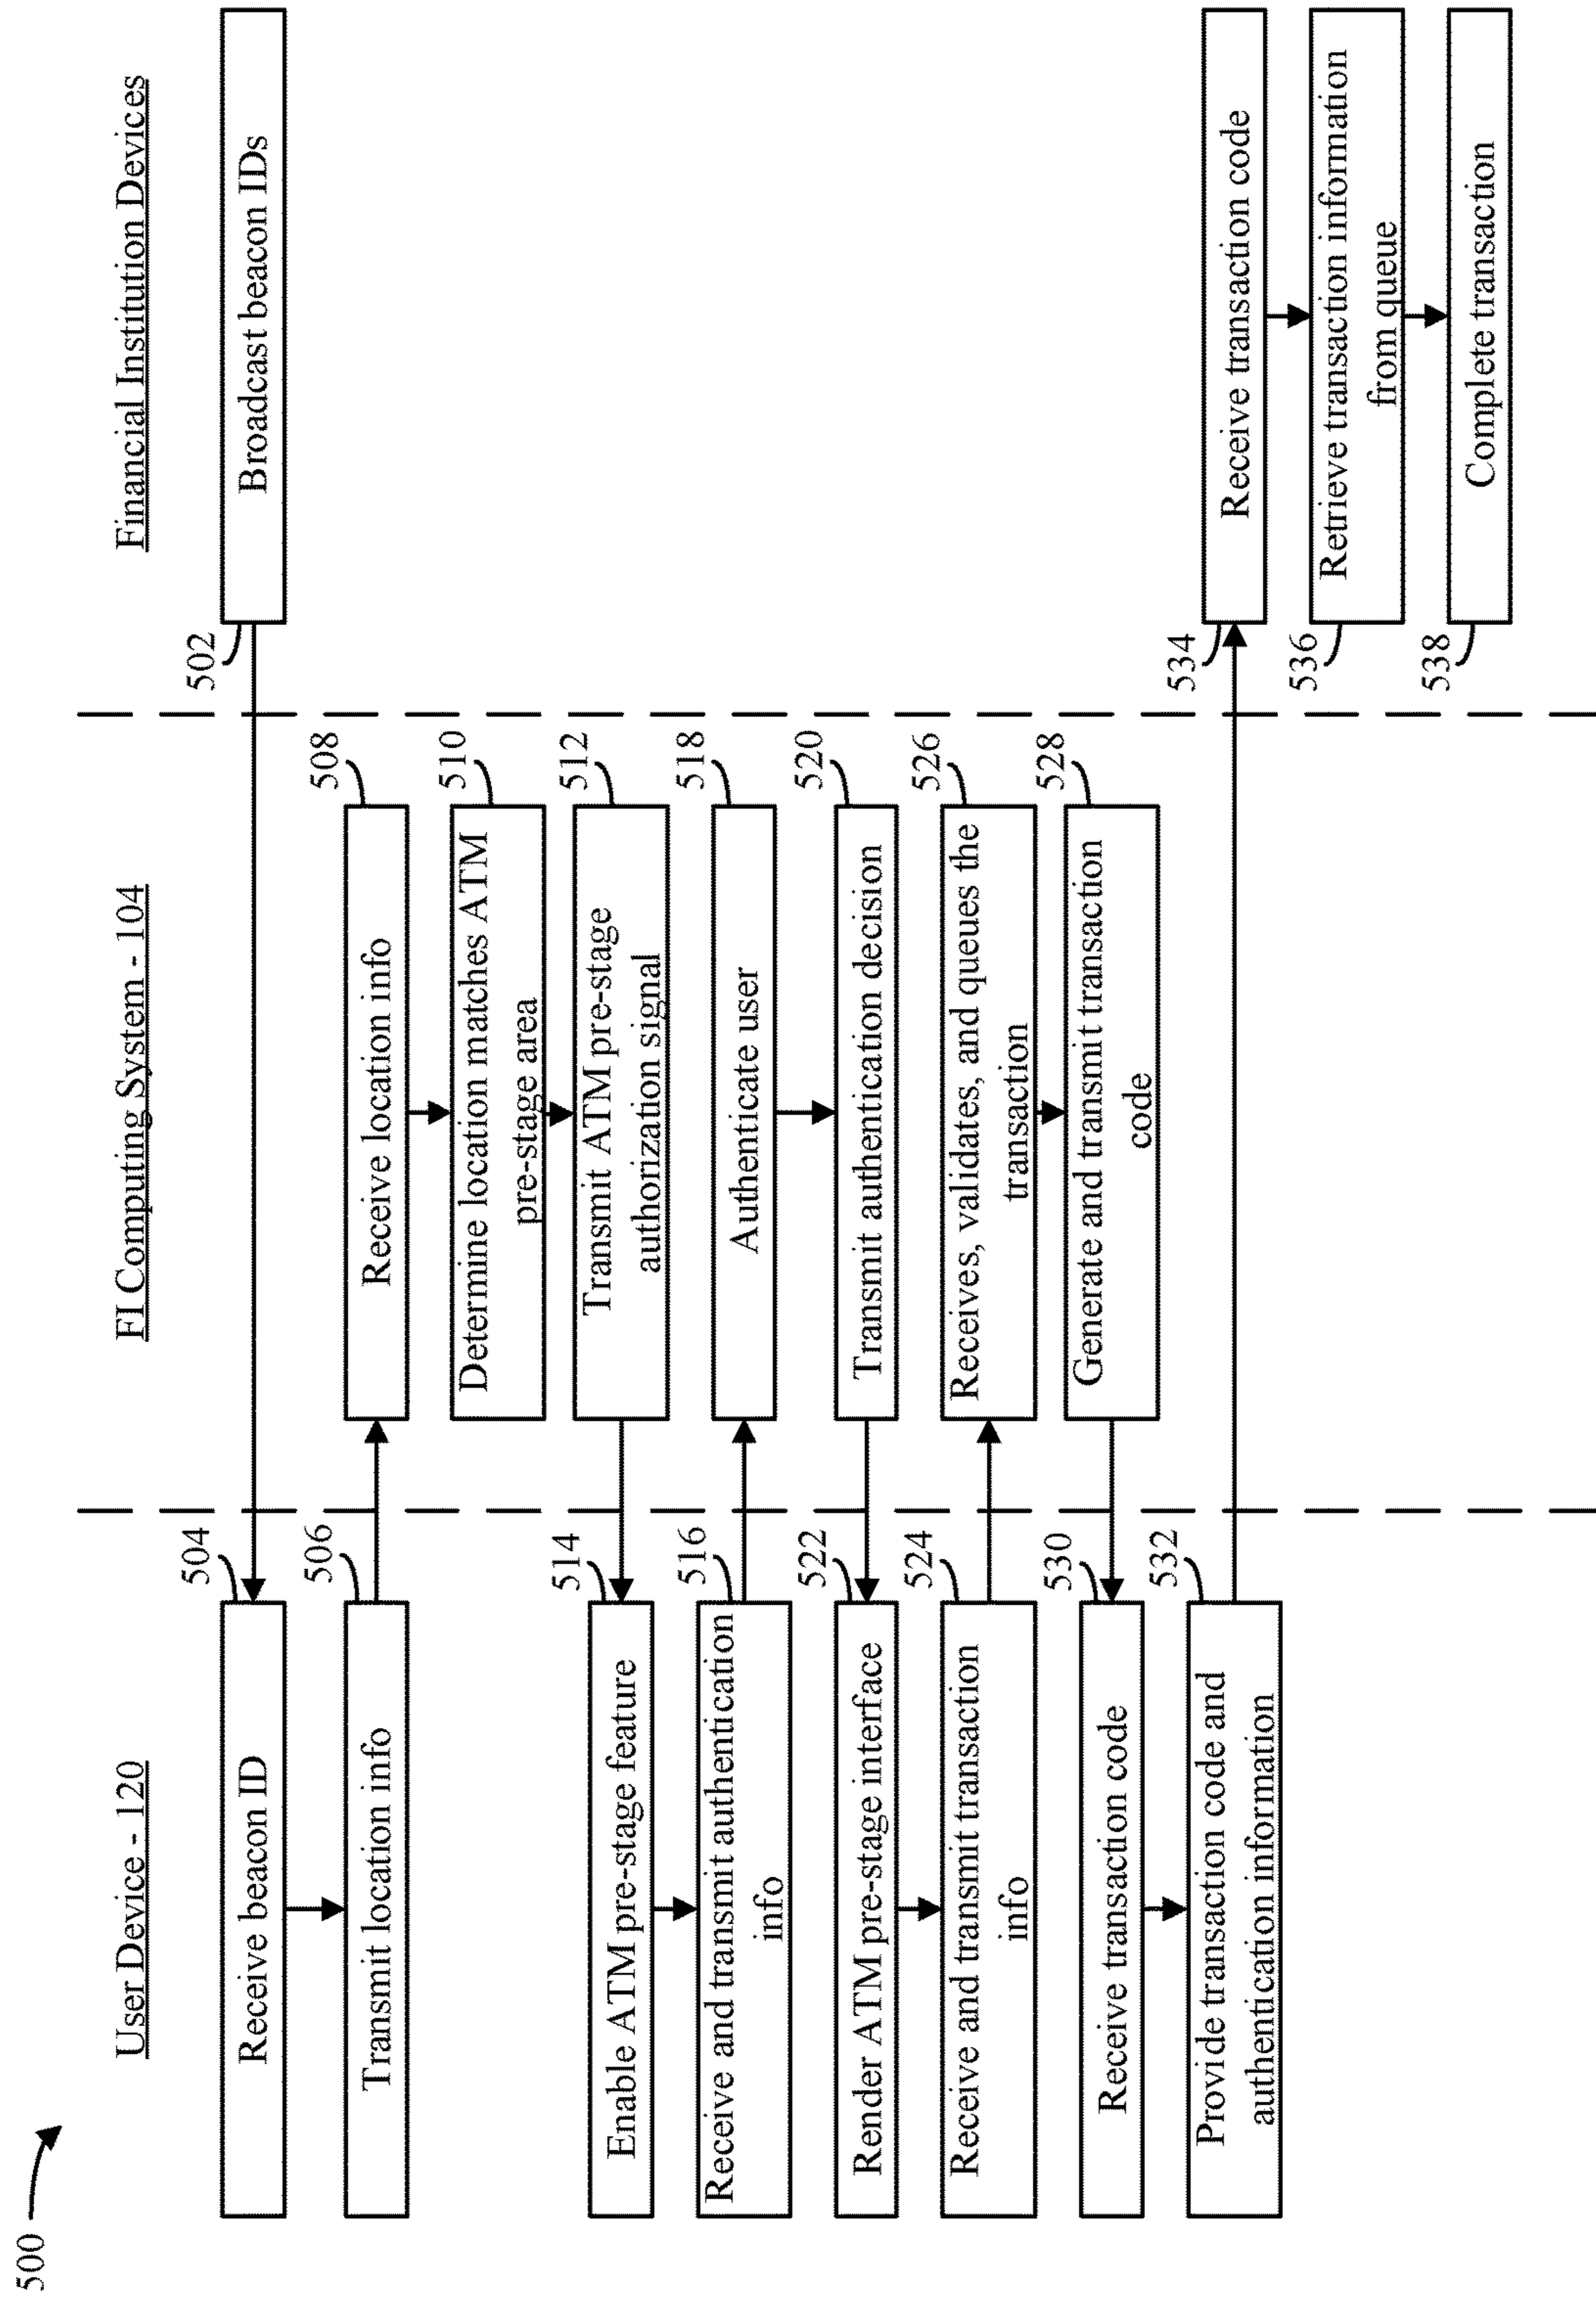 500
User Device - 120
FI Computing System - 104
Financial Institution Devices
502
Broadcast beacon IDs
504
Receive beacon ID
506
Transmit location info
508
Receive location info
510
Determine location matches ATM
pre-stage area
512
Transmit ATM pre-stage
authorization signal
514
Enable ATM pre-stage feature
516
Receive and transmit authentication
info
518
Authenticate user
520
Transmit authentication decision
522
Render ATM pre-stage interface
524
Receive and transmit transaction
info
526
Receives, validates, and queues the
transaction
528
Generate and transmit transaction
code
530
Receive transaction code
532
Provide transaction code and
authentication information
534
Receive transaction code
536
Retrieve transaction information
from queue
538
Complete transaction